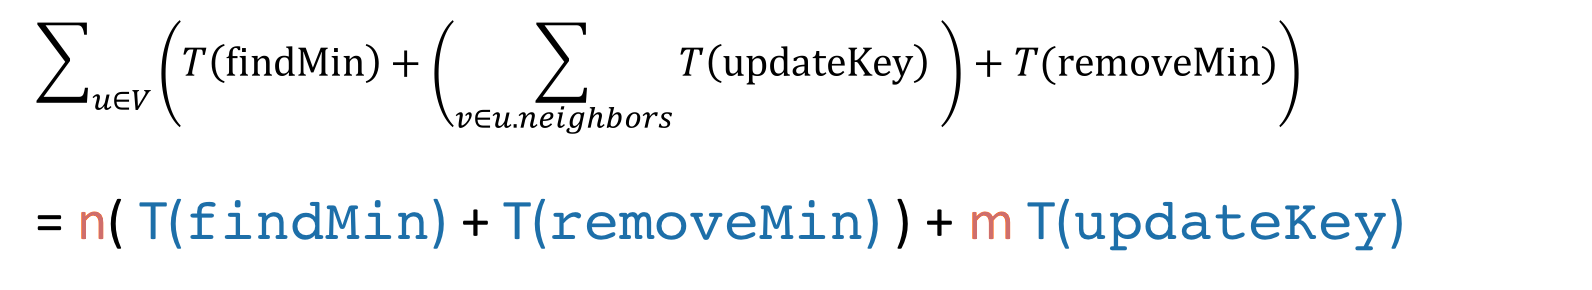 ∑_{u∈V} ( T(findMin) + ( ∑_{v∈u.neighbors} T(updateKey) ) + T(removeMin) )
= n( T(findMin) + T(removeMin) ) + m T(updateKey)